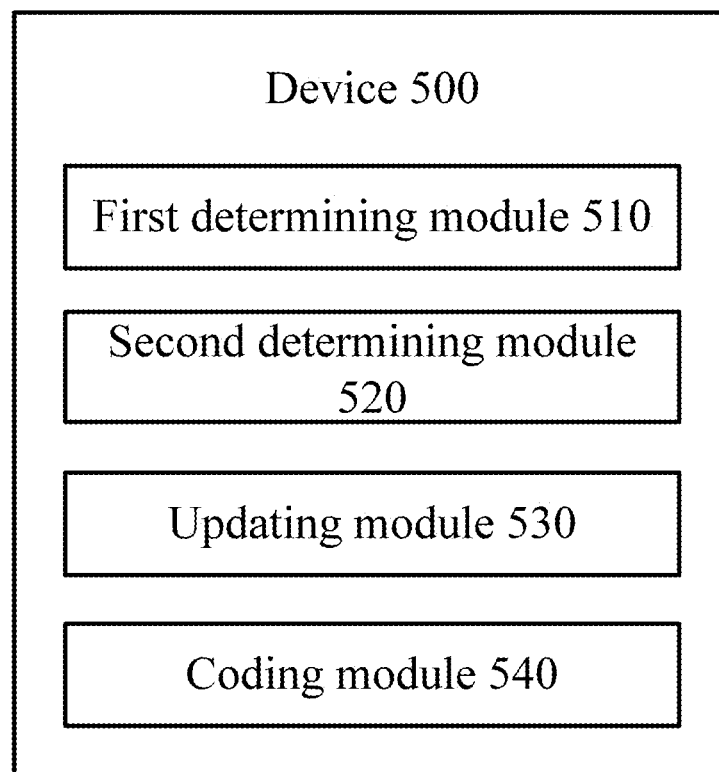 Device 500
First determining module 510
Second determining module
520
Updating module 530
Coding module 540